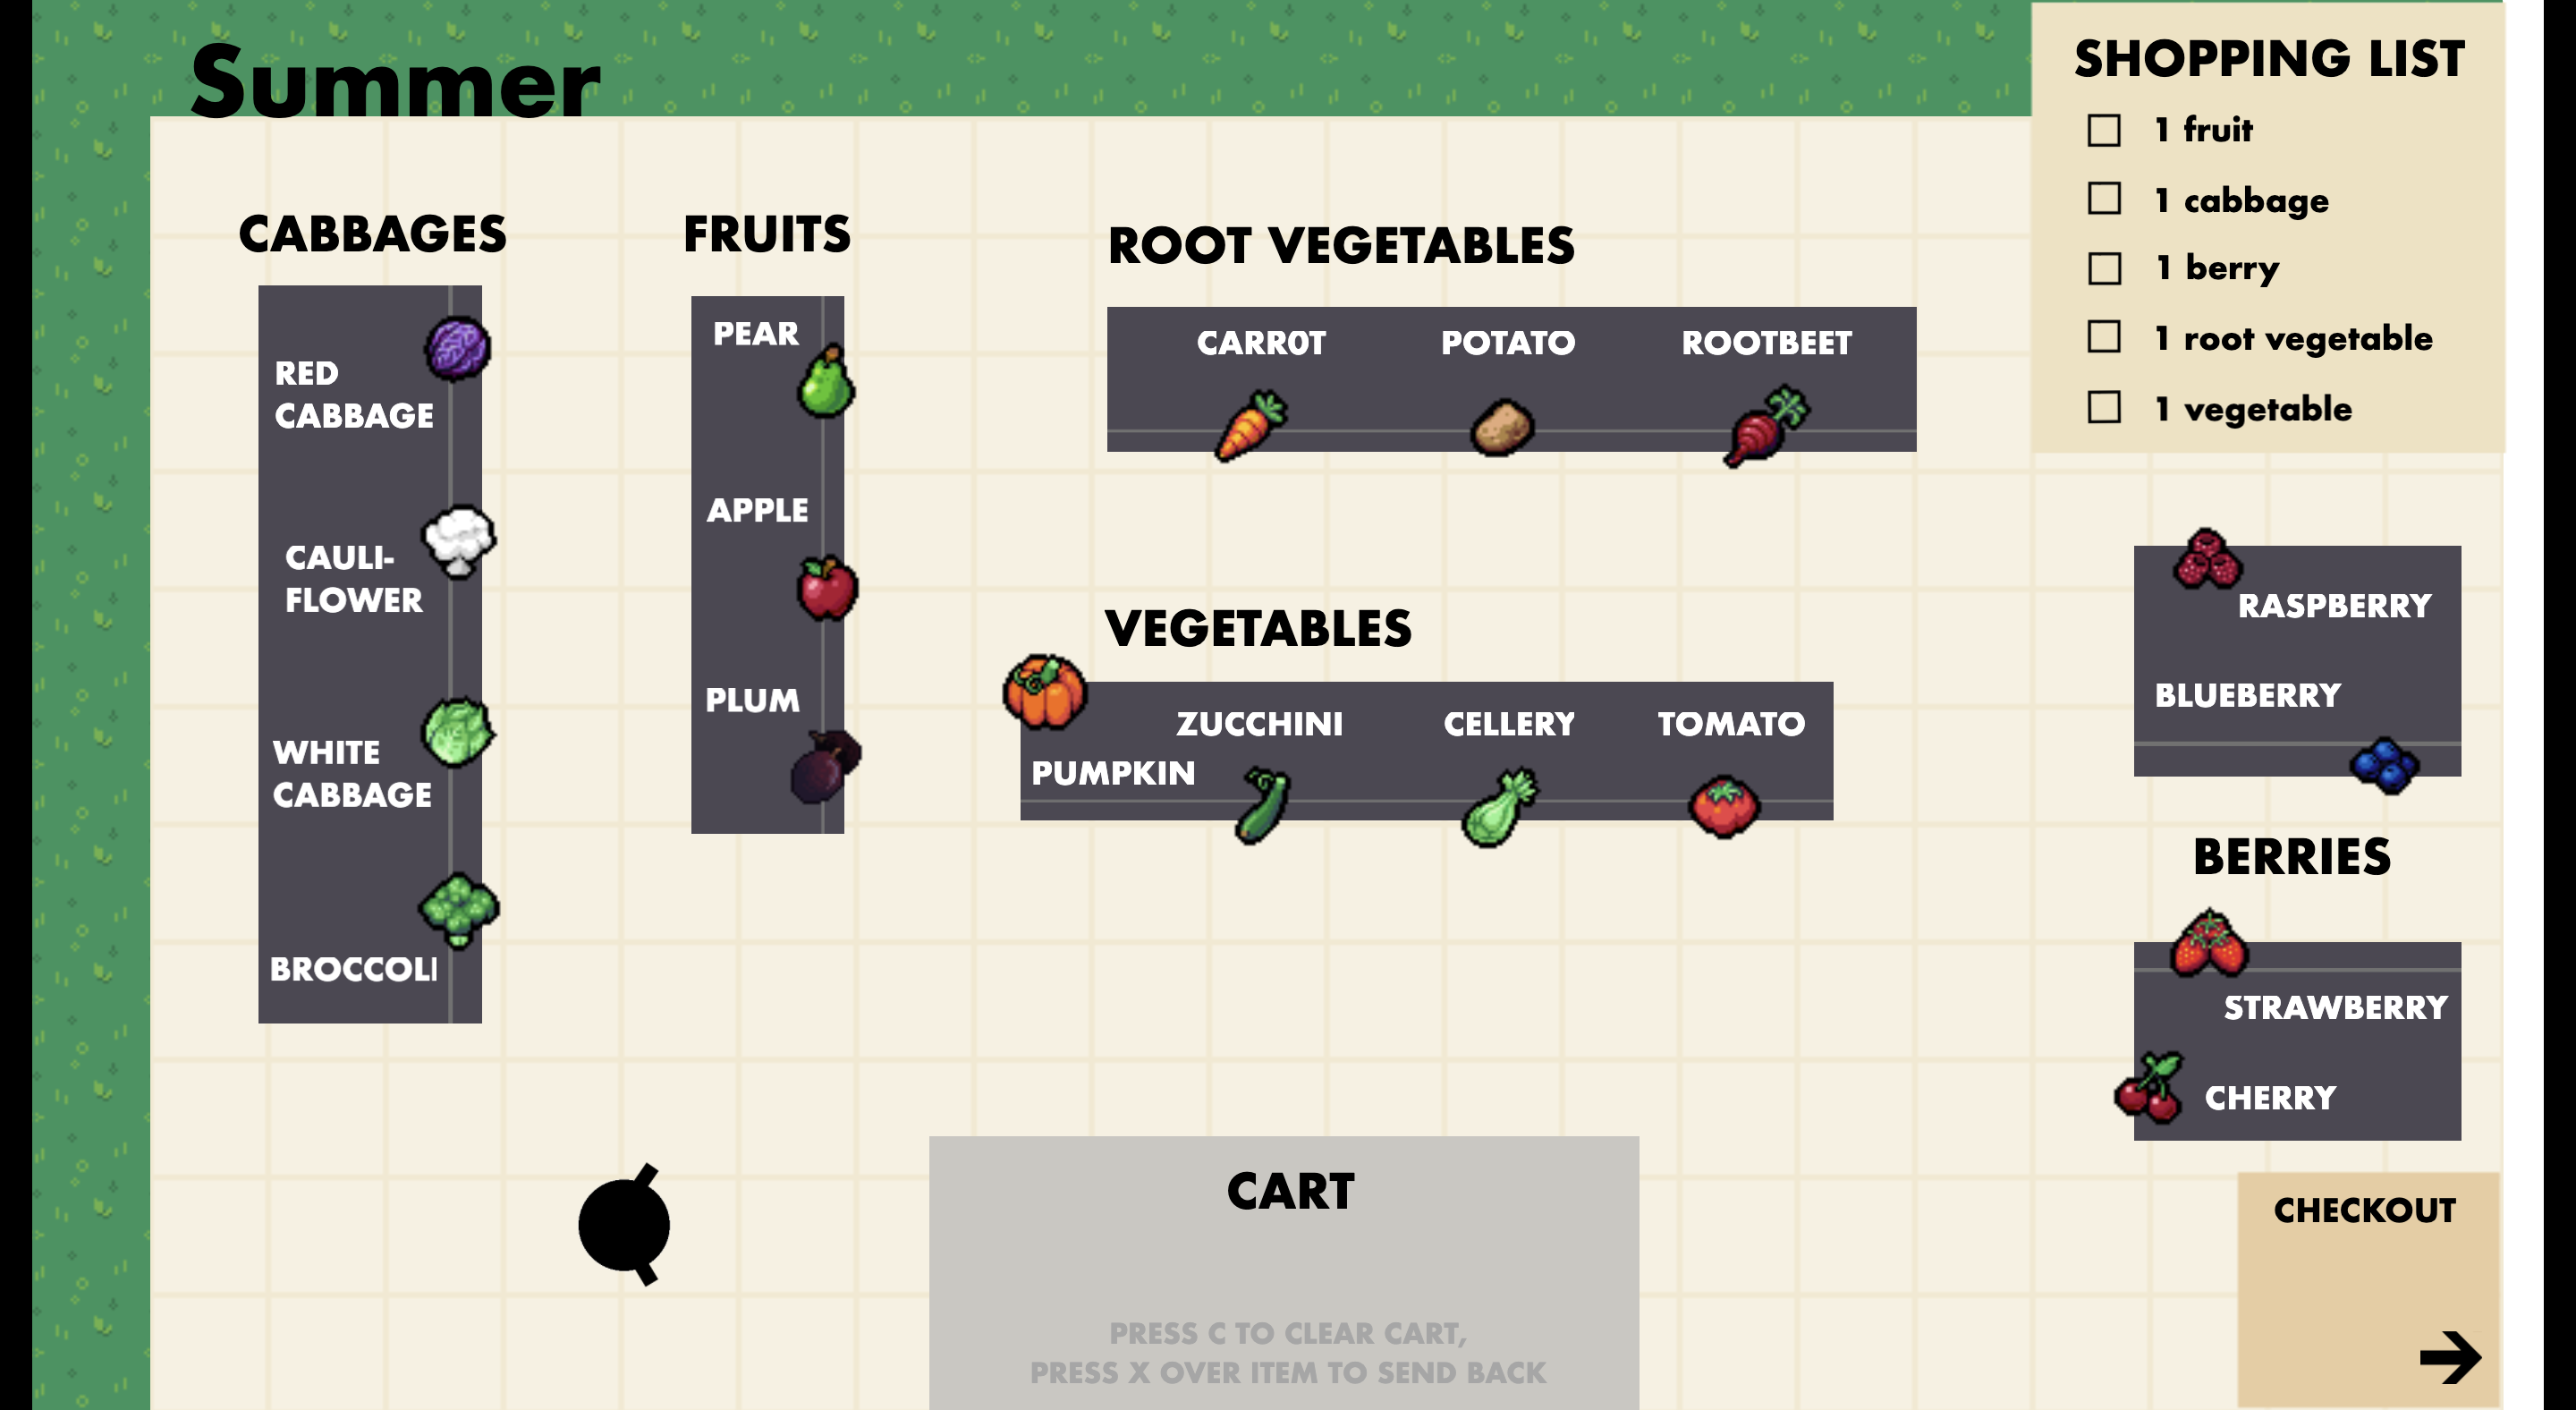 Summer
SHOPPING LIST
1 fruit
1 cabbage
1 berry
1 root vegetable
1 vegetable
CABBAGES
RED
CABBAGE
CAULI-
FLOWER
WHITE
CABBAGE
BROCCOLI
FRUITS
PEAR
APPLE
PLUM
ROOT VEGETABLES
CARROT
POTATO
ROOTBEET
VEGETABLES
PUMPKIN
ZUCCHINI
CELLERY
TOMATO
RASPBERRY
BLUEBERRY
BERRIES
STRAWBERRY
CHERRY
CART
PRESS C TO CLEAR CART,
PRESS X OVER ITEM TO SEND BACK
CHECKOUT